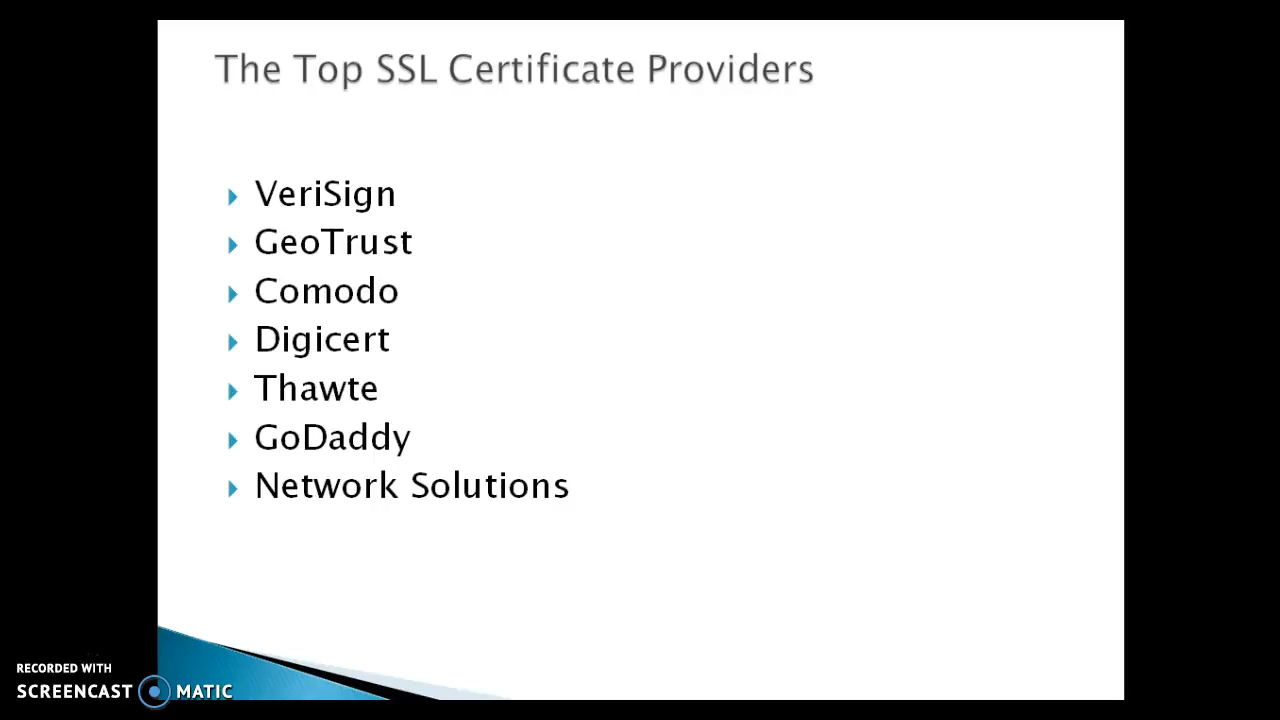 The Top SSL Certificate Providers
VeriSign
GeoTrust
Comodo
Digicert
Thawte
GoDaddy
Network Solutions
RECORDED WITH
SCREENCAST MATIC